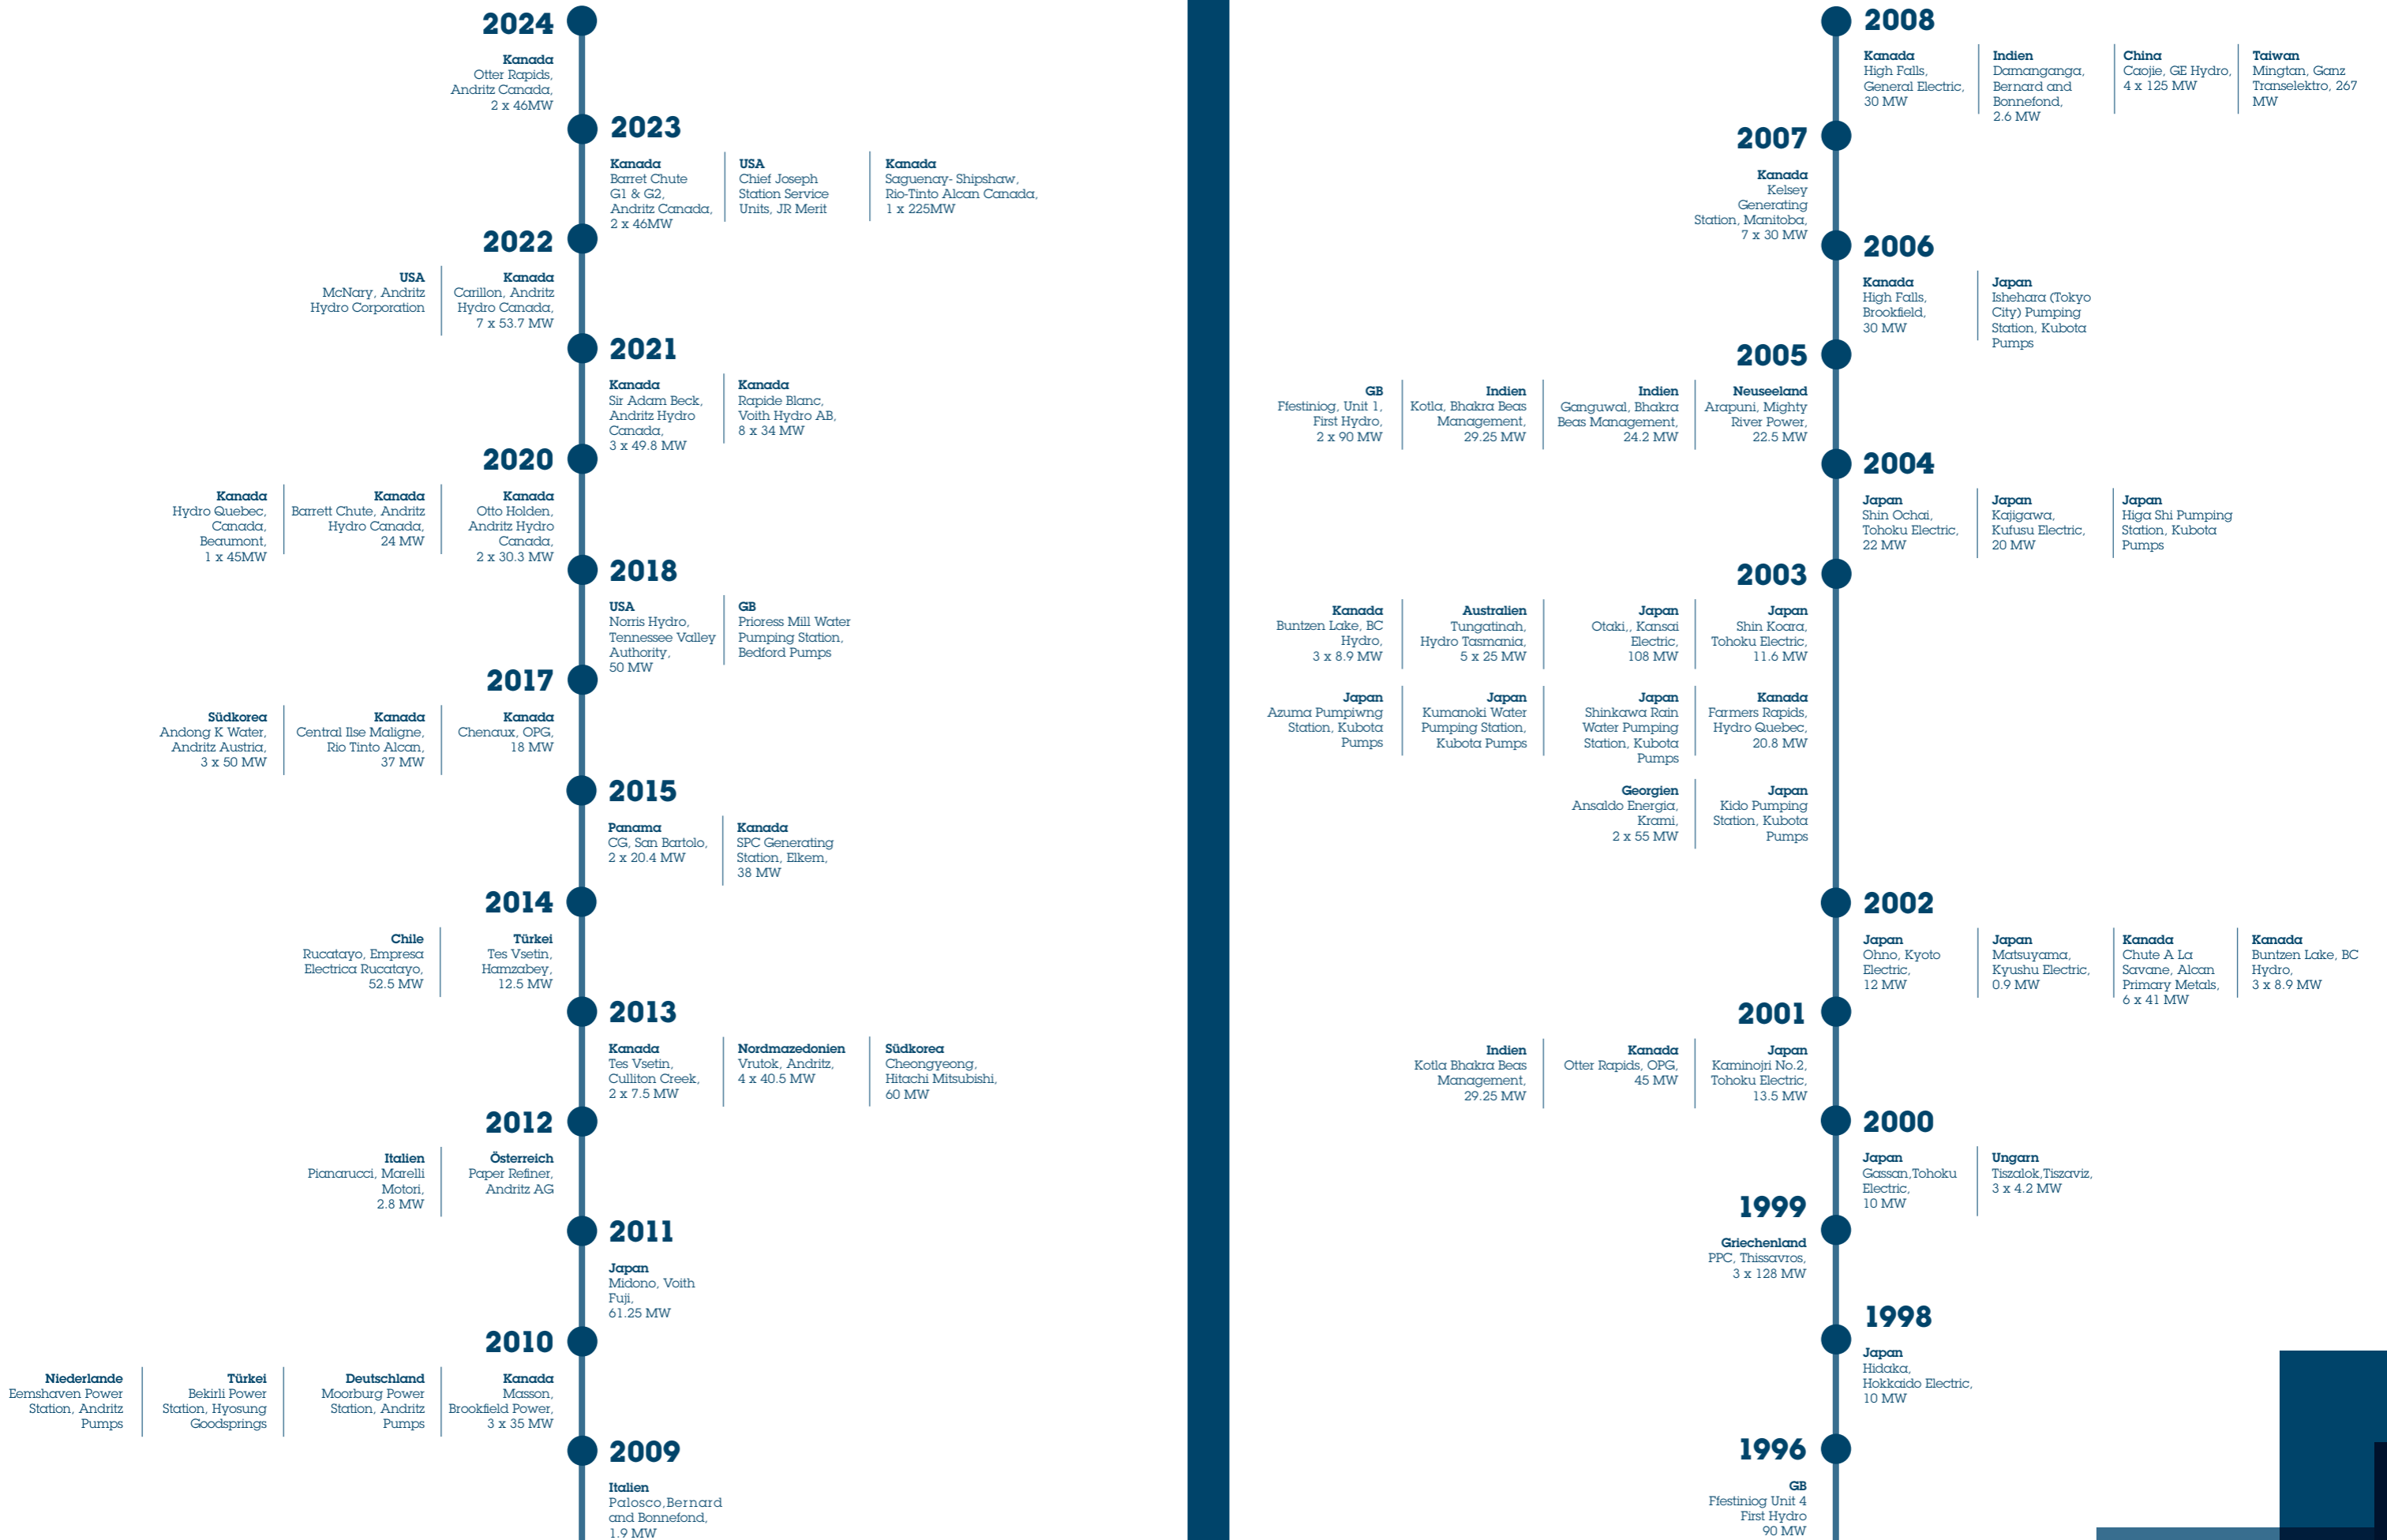 2024
Kanada
Otter Rapids,
Andritz Canada,
2 x 46MW
2023
Kanada
Barret Chute
G1 & G2,
Andritz Canada,
2 x 46MW
USA
Chief Joseph
Station Service
Units, JR Merit
Kanada
Saguenay- Shipshaw,
Rio-Tinto Alcan Canada,
1 x 225MW
2022
USA
McNary, Andritz
Hydro Corporation
Kanada
Carillon, Andritz
Hydro Canada,
7 x 53.7 MW
2021
Kanada
Sir Adam Beck,
Andritz Hydro
Canada,
3 x 49.8 MW
Kanada
Rapide Blanc,
Voith Hydro AB,
8 x 34 MW
2020
Kanada
Hydro Quebec,
Canada,
Beaumont,
1 x 45MW
Kanada
Barrett Chute, Andritz
Hydro Canada,
24 MW
Kanada
Otto Holden,
Andritz Hydro
Canada,
2 x 30.3 MW
2018
USA
Norris Hydro,
Tennessee Valley
Authority,
50 MW
GB
Prioress Mill Water
Pumping Station,
Bedford Pumps
2017
Südkorea
Andong K Water,
Andritz Austria,
3 x 50 MW
Kanada
Central Ilse Maligne,
Rio Tinto Alcan,
37 MW
Kanada
Chenaux, OPG,
18 MW
2015
Panama
CG, San Bartolo,
2 x 20.4 MW
Kanada
SPC Generating
Station, Elkem,
38 MW
2014
Chile
Rucatayo, Empresa
Electrica Rucatayo,
52.5 MW
Türkei
Tes Vsetin,
Hamzabey,
12.5 MW
2013
Kanada
Tes Vsetin,
Culliton Creek,
2 x 7.5 MW
Nordmazedonien
Vrutok, Andritz,
4 x 40.5 MW
Südkorea
Cheongyeong,
Hitachi Mitsubishi,
60 MW
2012
Italien
Pianarucci, Marelli
Motori,
2.8 MW
Österreich
Paper Refiner,
Andritz AG
2011
Japan
Midono, Voith
Fuji,
61.25 MW
2010
Niederlande
Eemshaven Power
Station, Andritz
Pumps
Türkei
Bekirli Power
Station, Hyosung
Goodsprings
Deutschland
Moorburg Power
Station, Andritz
Pumps
Kanada
Masson,
Brookfield Power,
3 x 35 MW
2009
Italien
Palosco,Bernard
and Bonnefond,
1.9 MW
2008
Kanada
High Falls,
General Electric,
30 MW
Indien
Damanganga,
Bernard and
Bonnefond,
2.6 MW
China
Caojie, GE Hydro,
4 x 125 MW
Taiwan
Mingtan, Ganz
Transelektro, 267
MW
2007
Kanada
Kelsey
Generating
Station, Manitoba,
7 x 30 MW
2006
Kanada
High Falls,
Brookfield,
30 MW
Japan
Ishehara (Tokyo
City) Pumping
Station, Kubota
Pumps
2005
GB
Ffestiniog, Unit 1,
First Hydro,
2 x 90 MW
Indien
Kotla, Bhakra Beas
Management,
29.25 MW
Indien
Ganguwal, Bhakra
Beas Management,
24.2 MW
Neuseeland
Arapuni, Mighty
River Power,
22.5 MW
2004
Japan
Shin Ochai,
Tohoku Electric,
22 MW
Japan
Kajigawa,
Kufusu Electric,
20 MW
Japan
Higa Shi Pumping
Station, Kubota
Pumps
2003
Kanada
Buntzen Lake, BC
Hydro,
3 x 8.9 MW
Australien
Tungatinah,
Hydro Tasmania,
5 x 25 MW
Japan
Otaki,, Kansai
Electric,
108 MW
Japan
Shin Koara,
Tohoku Electric,
11.6 MW
Japan
Azuma Pumpiwng
Station, Kubota
Pumps
Japan
Kumanoki Water
Pumping Station,
Kubota Pumps
Japan
Shinkawa Rain
Water Pumping
Station, Kubota
Pumps
Kanada
Farmers Rapids,
Hydro Quebec,
20.8 MW
Georgien
Ansaldo Energia,
Krami,
2 x 55 MW
Japan
Kido Pumping
Station, Kubota
Pumps
2002
Japan
Ohno, Kyoto
Electric,
12 MW
Japan
Matsuyama,
Kyushu Electric,
0.9 MW
Kanada
Chute A La
Savane, Alcan
Primary Metals,
6 x 41 MW
Kanada
Buntzen Lake, BC
Hydro,
3 x 8.9 MW
2001
Indien
Kotla Bhakra Beas
Management,
29.25 MW
Kanada
Otter Rapids, OPG,
45 MW
Japan
Kaminojri No.2,
Tohoku Electric,
13.5 MW
2000
Japan
Gassan,Tohoku
Electric,
10 MW
Ungarn
Tiszalok,Tiszaviz,
3 x 4.2 MW
1999
Griechenland
PPC, Thissavros,
3 x 128 MW
1998
Japan
Hidaka,
Hokkaido Electric,
10 MW
1996
GB
Ffestiniog Unit 4
First Hydro
90 MW